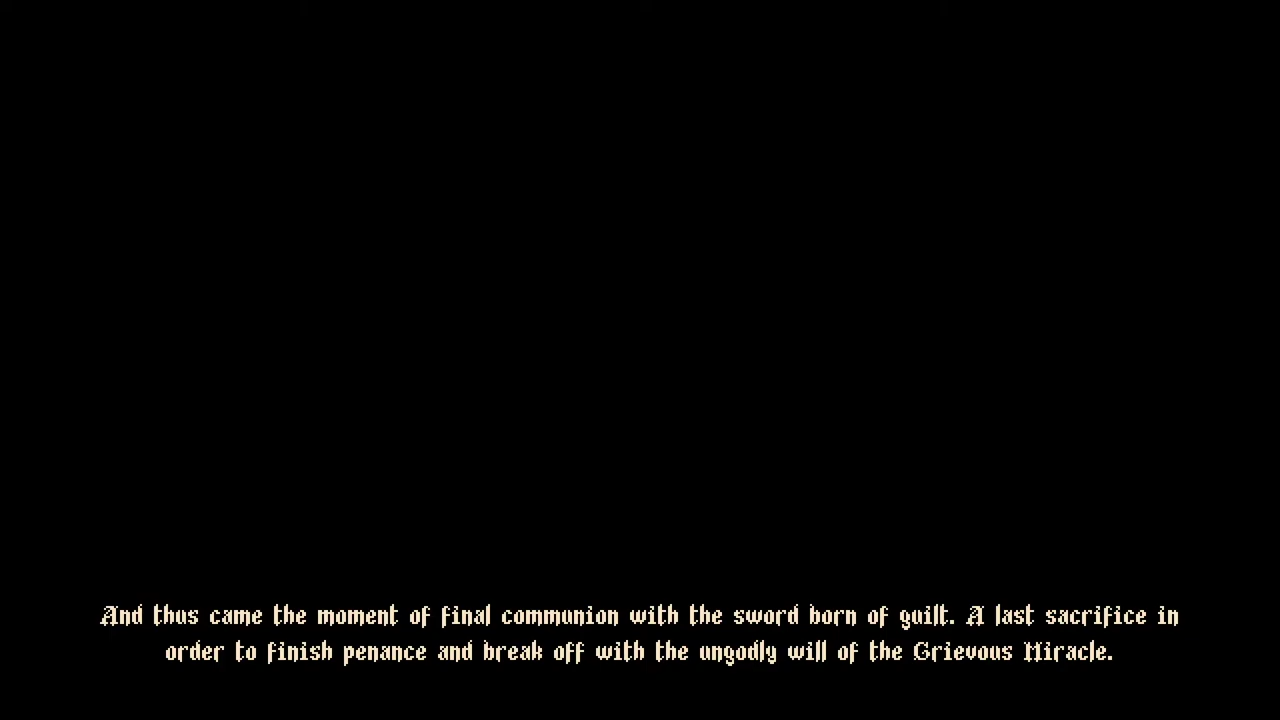 And thus came the moment of final communion with the sword born of guilt. A last sacrifice in
order to finish penance and break off with the ungodly will of the Grievous Miracle.